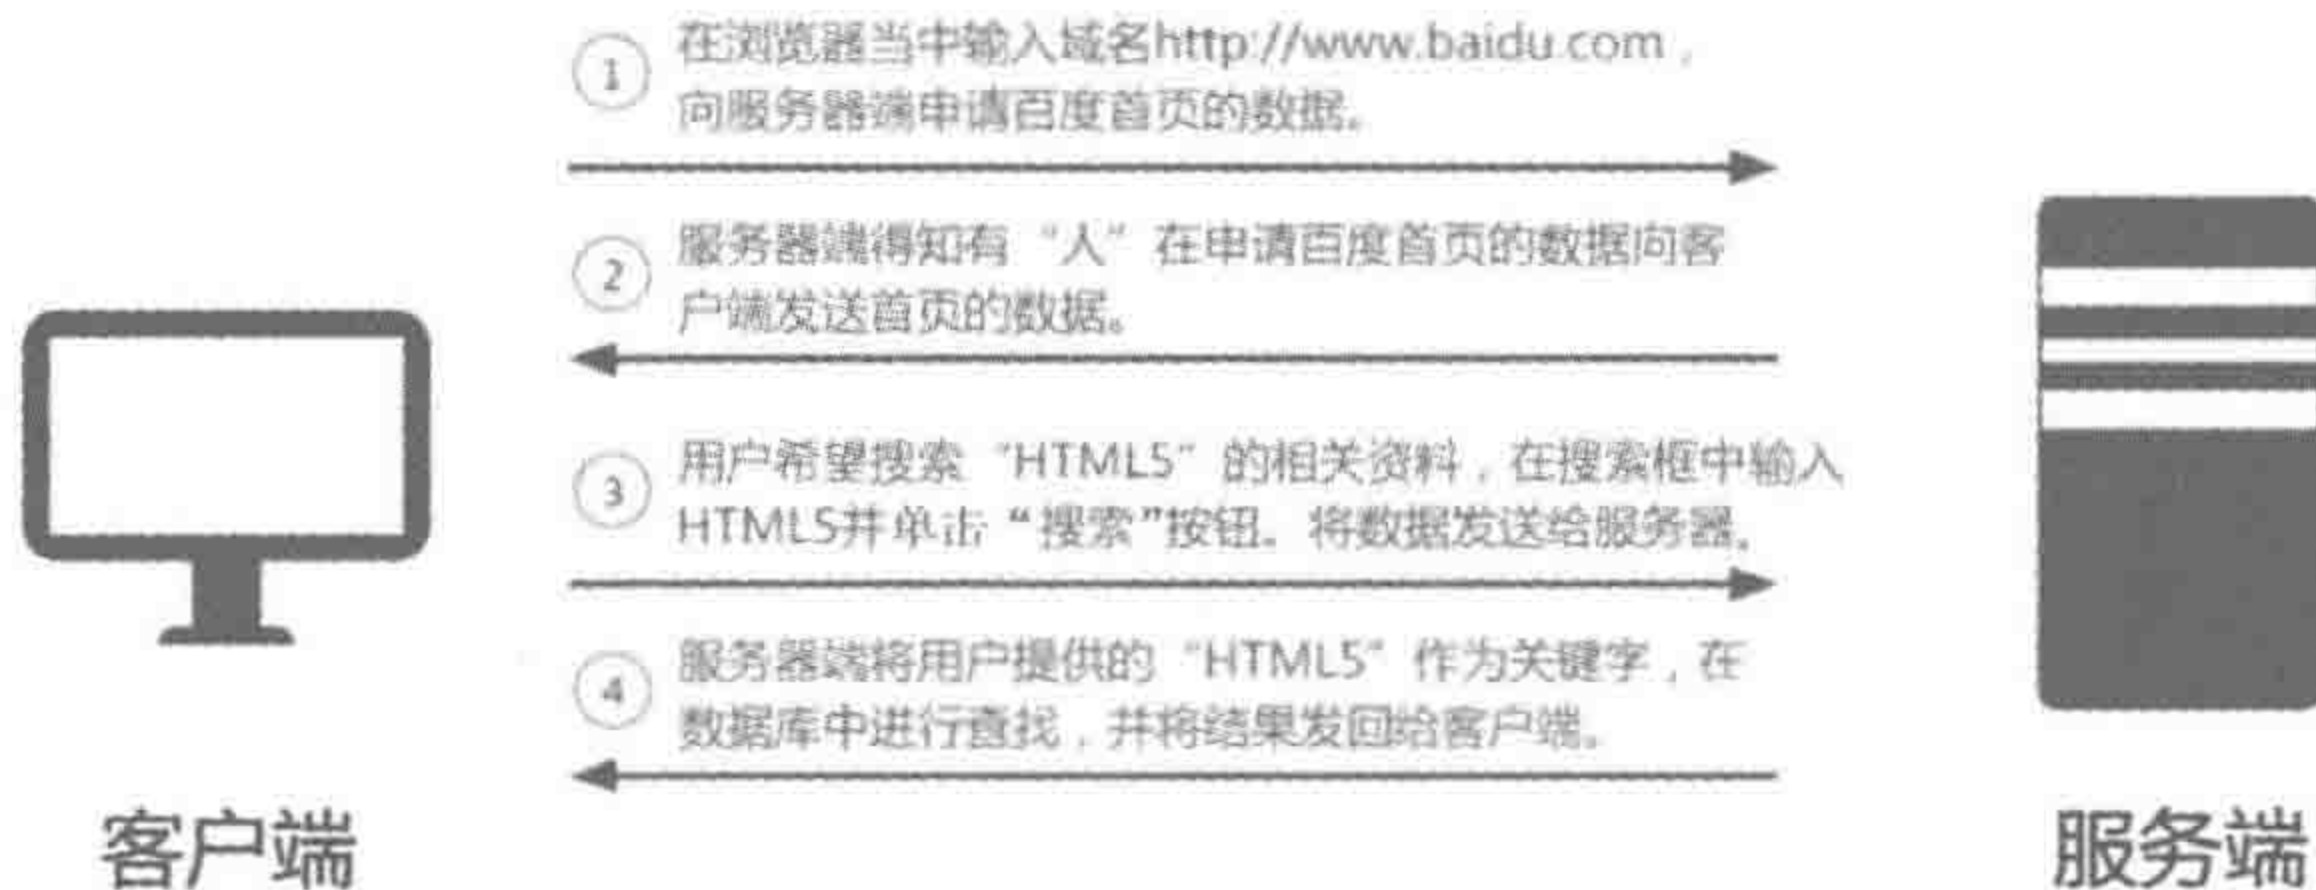 1
在浏览器当中输入域名http://www.baidu.com，
向服务器端申请百度首页的数据。
2
服务器端得知有“人”在申请百度首页的数据向客
户端发送首页的数据。
3
用户希望搜索“HTML5”的相关资料，在搜索框中输入
HTML5并单击“搜索”按钮。将数据发送给服务器。
4
服务器端将用户提供的“HTML5”作为关键字，在
数据库中进行查找，并将结果发回给客户端。
客户端
服务端